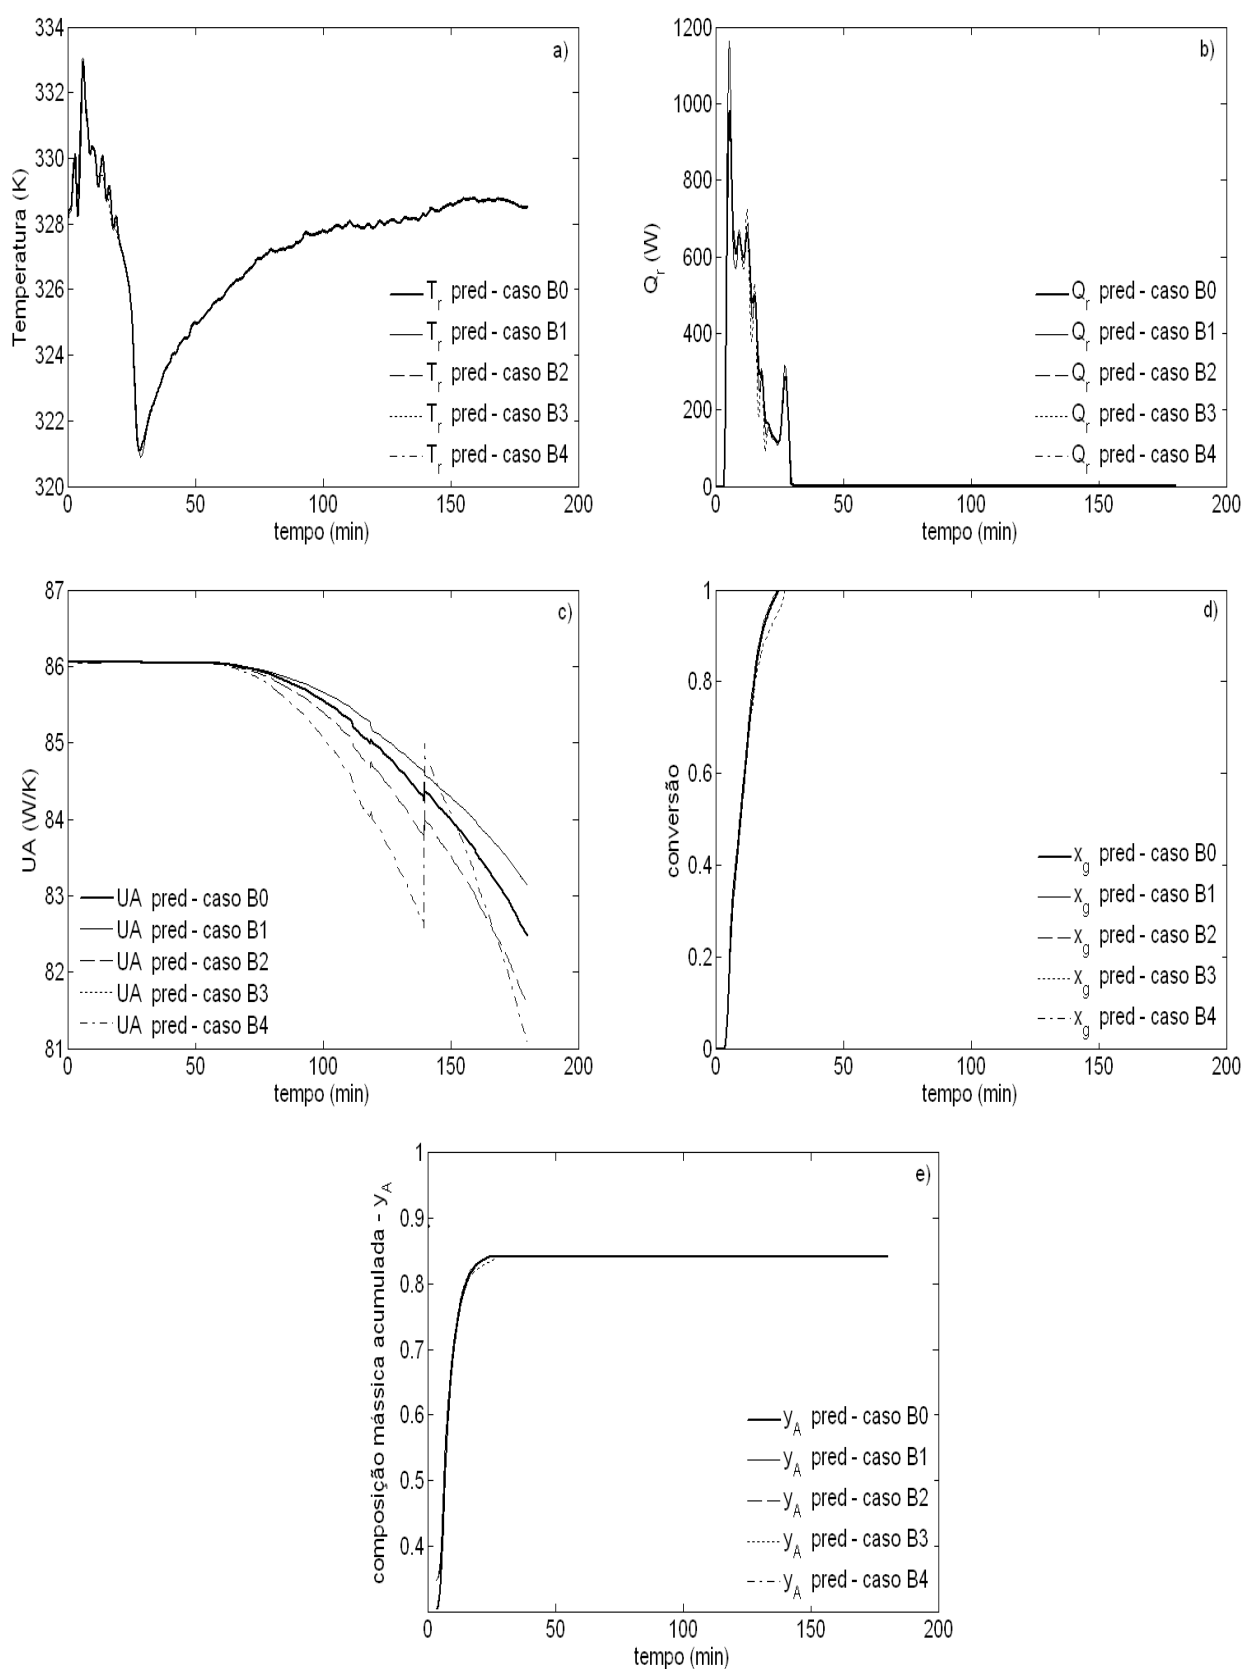 a)
334
332
330
328
326
324
322
321
320
Temperatura (K)
T_r pred - caso B0
T_r pred - caso B1
T_r pred - caso B2
T_r pred - caso B3
T_r pred - caso B4
0 50 100 150 200
tempo (min)
b)
1200
1000
800
600
400
200
0
Q_r (W)
Q_r pred - caso B0
Q_r pred - caso B1
Q_r pred - caso B2
Q_r pred - caso B3
Q_r pred - caso B4
0 50 100 150 200
tempo (min)
c)
87
86
85
84
83
82
81
UA (W/K)
UA pred - caso B0
UA pred - caso B1
UA pred - caso B2
UA pred - caso B3
UA pred - caso B4
0 50 100 150 200
tempo (min)
d)
1
0.8
0.6
0.4
0.2
0
conversão
x_g pred - caso B0
x_g pred - caso B1
x_g pred - caso B2
x_g pred - caso B3
x_g pred - caso B4
0 50 100 150 200
tempo (min)
e)
1
0.9
0.8
0.7
0.6
0.5
0.4
composição mássica acumulada - y_A
y_A pred - caso B0
y_A pred - caso B1
y_A pred - caso B2
y_A pred - caso B3
y_A pred - caso B4
0 50 100 150 200
tempo (min)